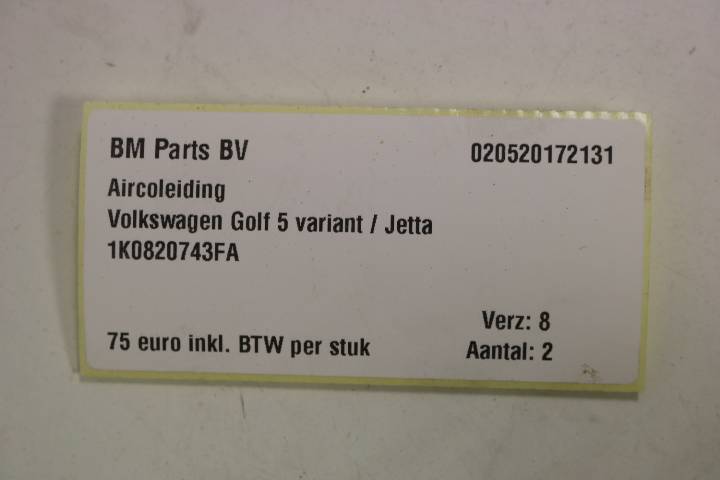 BM Parts BV 020520172131
Aircoleiding
Volkswagen Golf 5 variant / Jetta
1K0820743FA
Verz: 8
75 euro inkl. BTW per stuk Aantal: 2